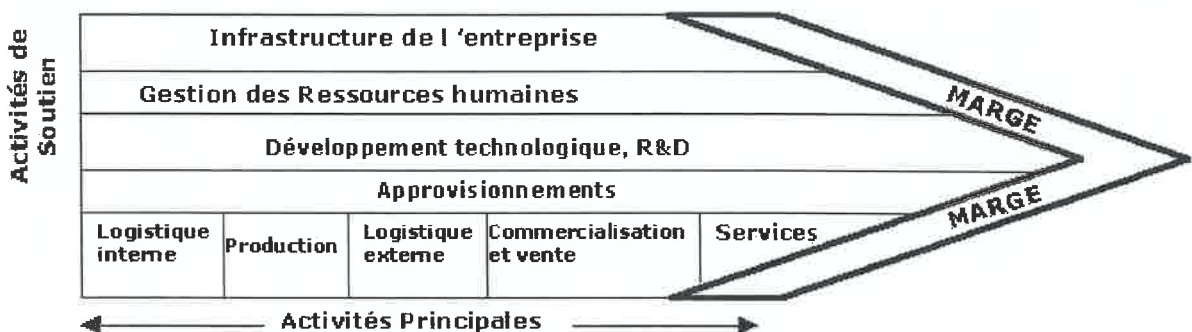 Activités de
Soutien
Infrastructure de l 'entreprise
Gestion des Ressources humaines
Développement technologique, R&D
Approvisionnements
Logistique
interne
Production
Logistique
externe
Commercialisation
et vente
Services
MARGE
MARGE
Activités Principales